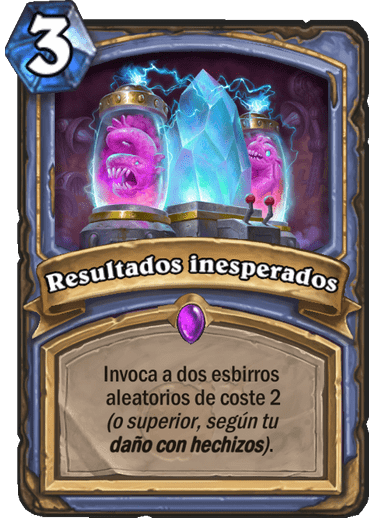 3
Resultados inesperados
Invoca a dos esbirros
aleatorios de coste 2
(o superior, según tu
daño con hechizos).